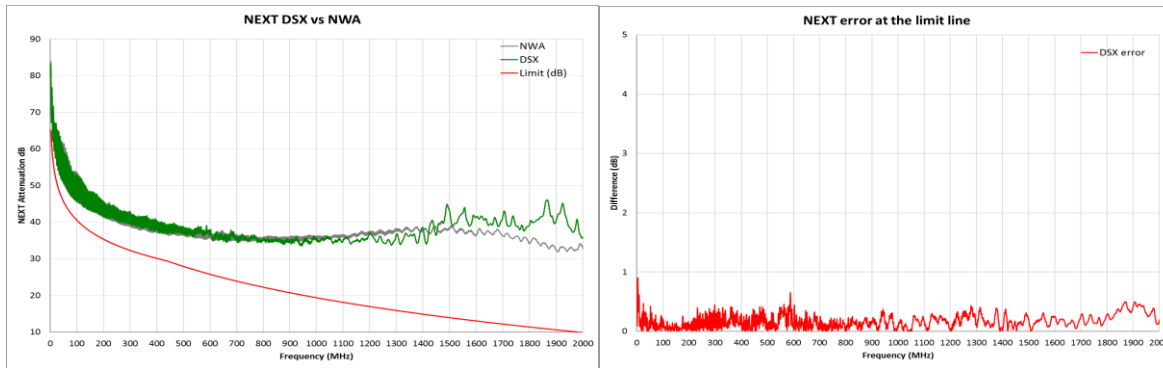 NEXT DSX vs NWA
90
80
70
60
50
40
30
20
10
NEXT Attenuation dB
NWA
DSX
Limit (dB)
0 100 200 300 400 500 600 700 800 900 1000 1100 1200 1300 1400 1500 1600 1700 1800 1900 2000
Frequency (MHz)
NEXT error at the limit line
5
4
3
2
1
0
Difference (dB)
DSX error
0 100 200 300 400 500 600 700 800 900 1000 1100 1200 1300 1400 1500 1600 1700 1800 1900 200
Frequency (MHz)